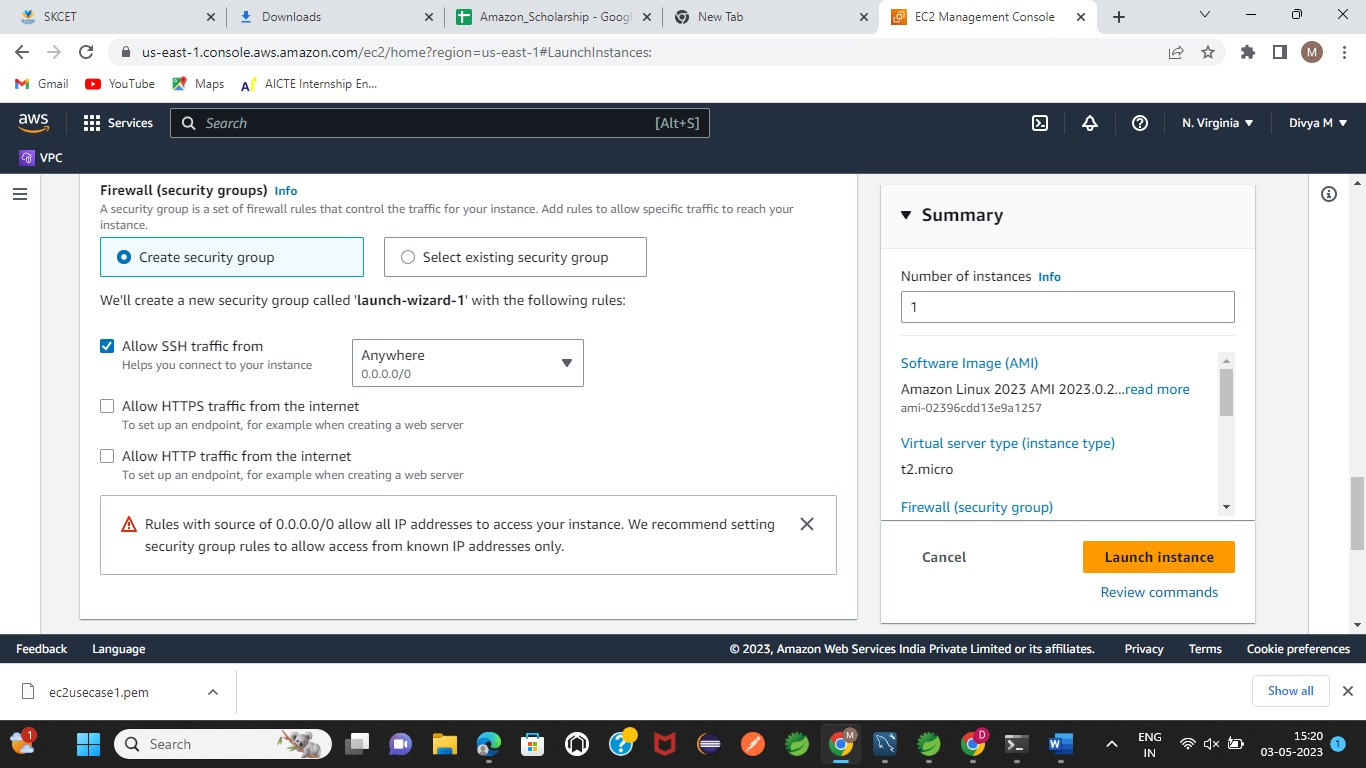 SKCET
Downloads
Amazon_Scholarship - Googl
New Tab
EC2 Management Console
us-east-1.console.aws.amazon.com/ec2/home?region=us-east-1#LaunchInstances:
M
Gmail
YouTube
Maps
AICTE Internship En...
aws
Services
Search
[Alt+S]
N. Virginia
Divya M
VPC
Firewall (security groups) Info
A security group is a set of firewall rules that control the traffic for your instance. Add rules to allow specific traffic to reach your
instance.
Create security group
Select existing security group
We'll create a new security group called 'launch-wizard-1' with the following rules:
Allow SSH traffic from
Helps you connect to your instance
Anywhere
0.0.0.0/0
Allow HTTPS traffic from the internet
To set up an endpoint, for example when creating a web server
Allow HTTP traffic from the internet
To set up an endpoint, for example when creating a web server
Rules with source of 0.0.0.0/0 allow all IP addresses to access your instance. We recommend setting
security group rules to allow access from known IP addresses only.
Summary
Number of instances Info
1
Software Image (AMI)
Amazon Linux 2023 AMI 2023.0.2...read more
ami-02396cdd13e9a1257
Virtual server type (instance type)
t2.micro
Firewall (security group)
Cancel
Launch instance
Review commands
Feedback
Language
© 2023, Amazon Web Services India Private Limited or its affiliates.
Privacy
Terms
Cookie preferences
ec2usecase1.pem
Show all
1
Search
M
D
ENG
IN
15:20
03-05-2023
1